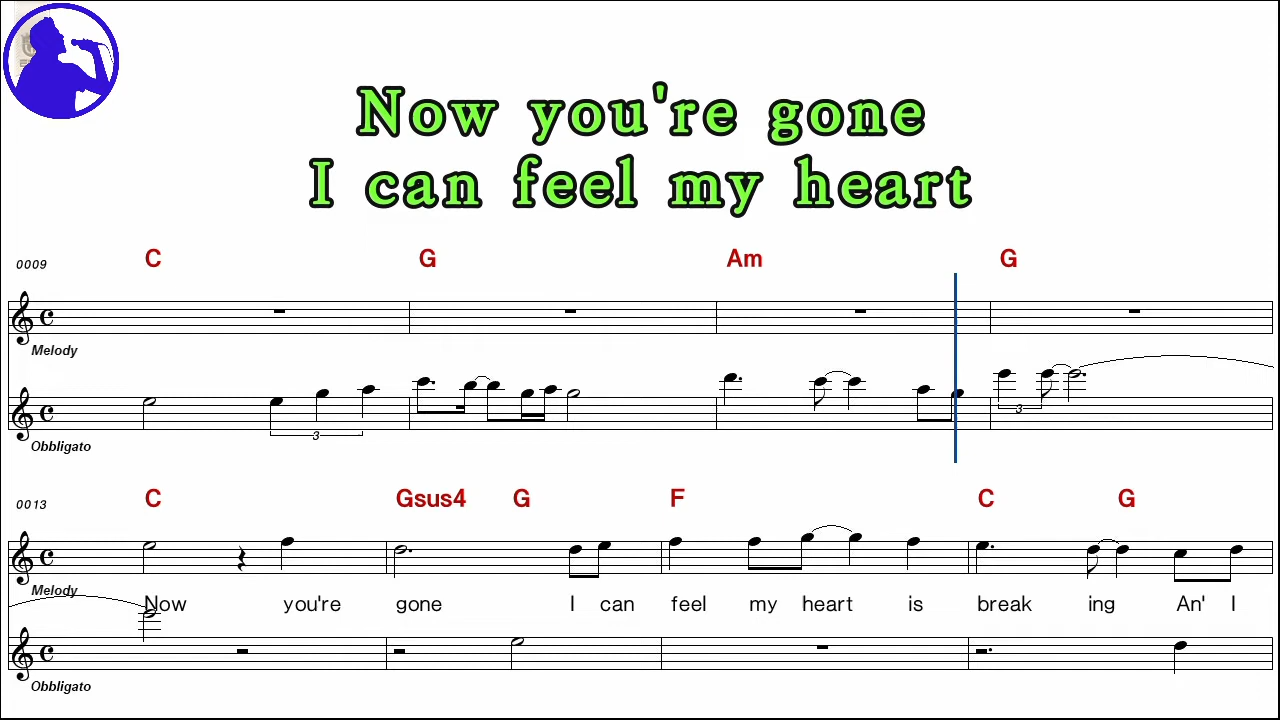 Now you're gone
I can feel my heart
0009 C G Am G
Melody
3 3
Obbligato
0013 C Gsus4 G F C G
Melody
Now you're gone I can feel my heart is break ing An' I
Obbligato